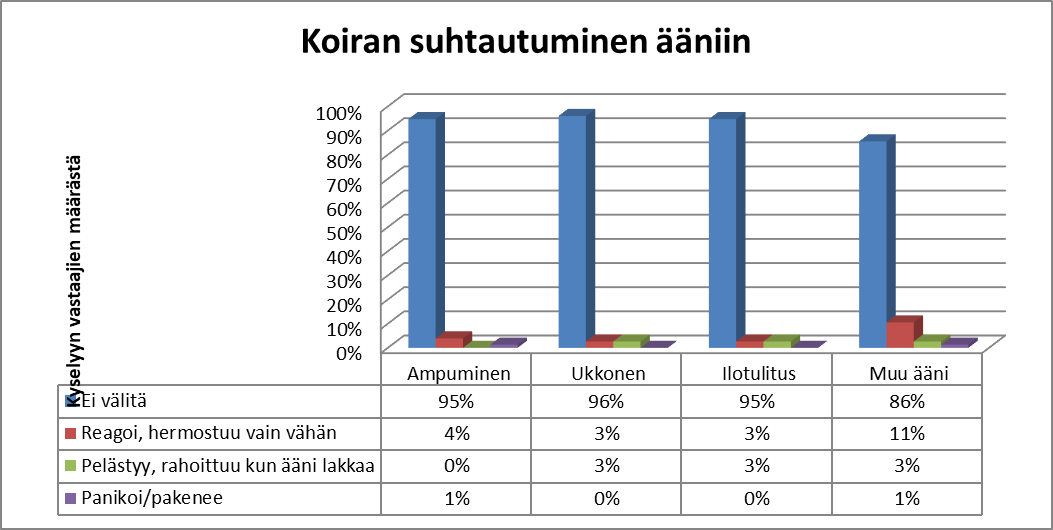 Koiran suhtautuminen ääniin
Kyselyyn vastaajien määrästä
100%
90%
80%
70%
60%
50%
40%
30%
20%
10%
0%
Ampuminen Ukkonen Ilotulitus Muu ääni
Ei välitä 95% 96% 95% 86%
Reagoi, hermostuu vain vähän 4% 3% 3% 11%
Pelästyy, rahoittuu kun ääni lakkaa 0% 3% 3% 3%
Panikoi/pakenee 1% 0% 0% 1%